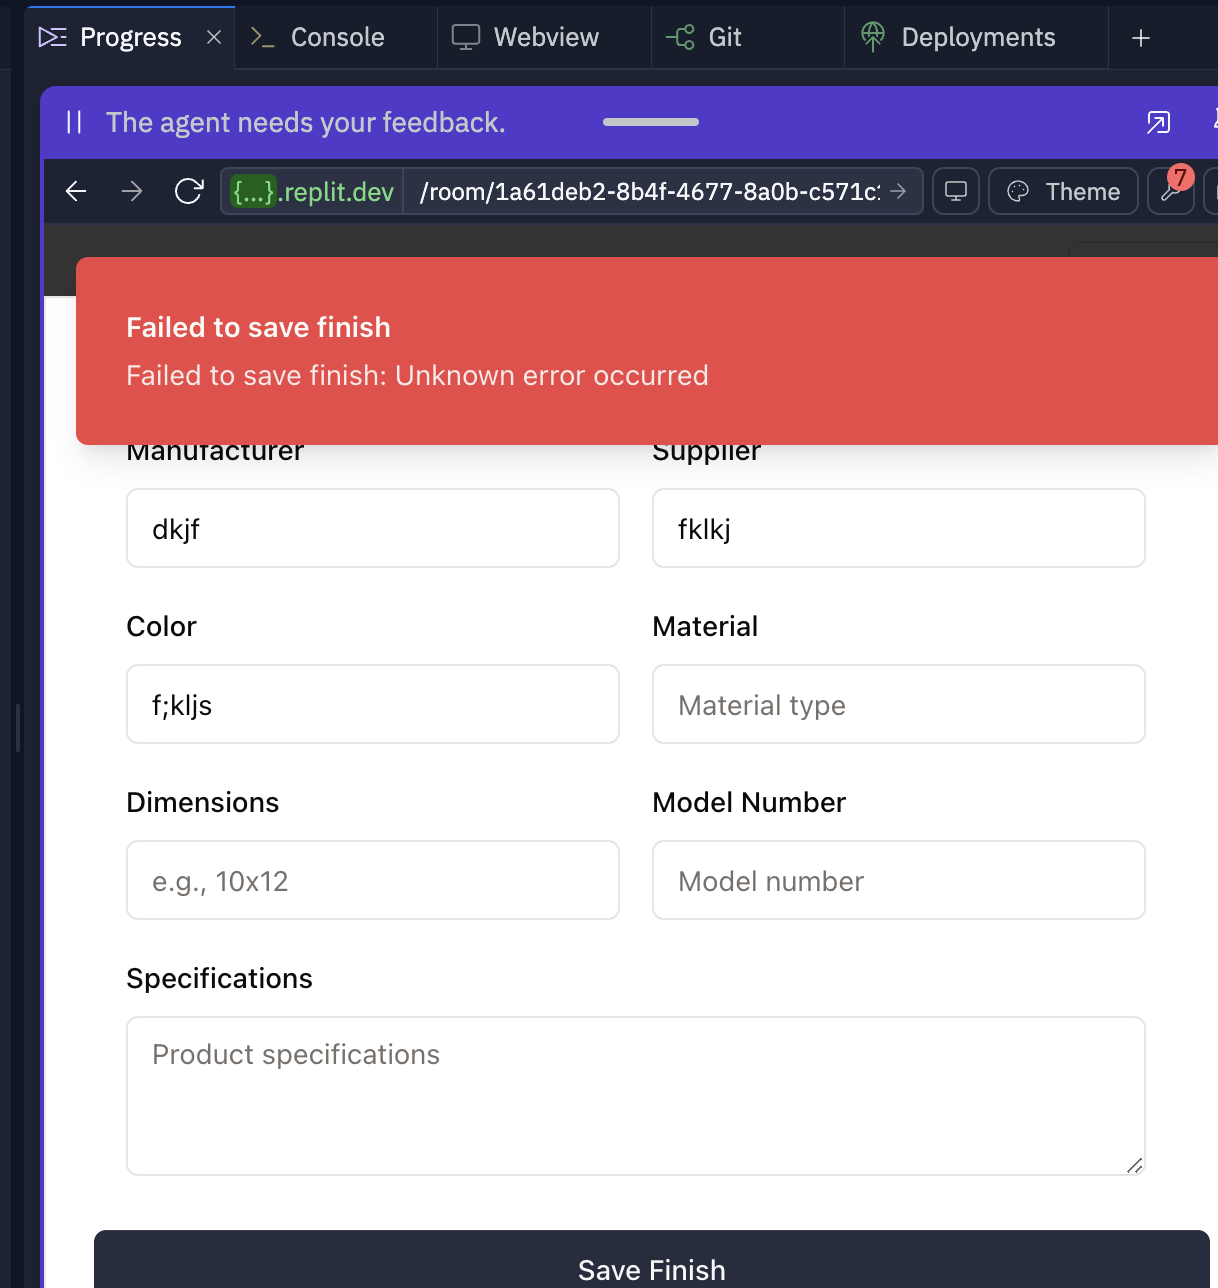 Progress
Console
Webview
Git
Deployments
The agent needs your feedback.
{...}.replit.dev
/room/1a61deb2-8b4f-4677-8a0b-c571c
Theme
7
Failed to save finish
Failed to save finish: Unknown error occurred
Manufacturer
Supplier
dkjf
fklkj
Color
Material
f;kljs
Material type
Dimensions
Model Number
e.g., 10x12
Model number
Specifications
Product specifications
Save Finish